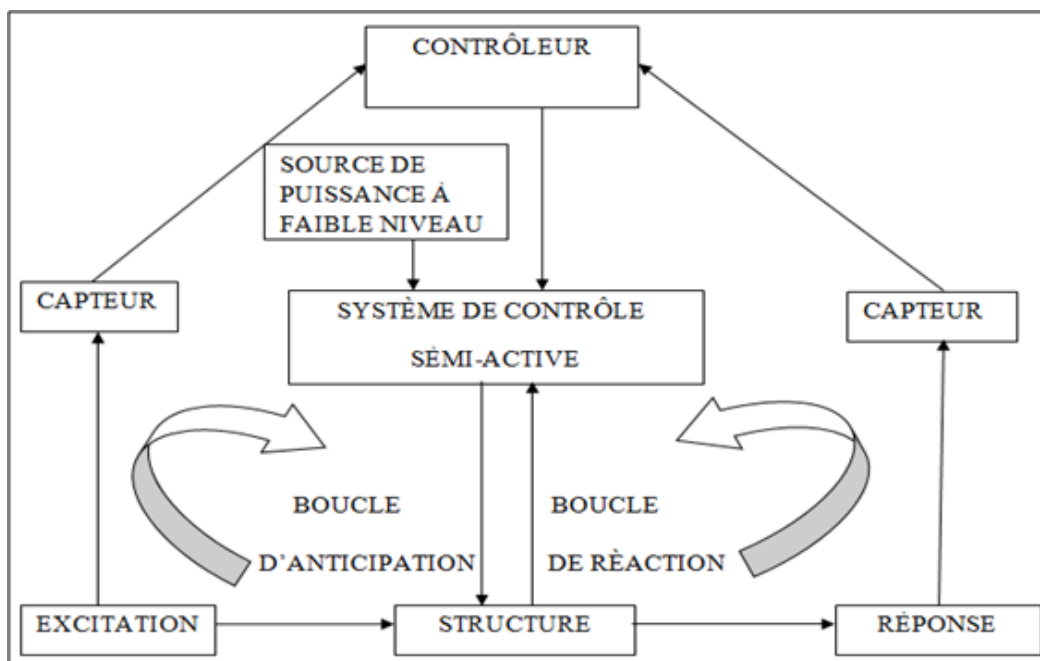 CONTRÔLEUR
SOURCE DE
PUISSANCE Á
FAIBLE NIVEAU
CAPTEUR
SYSTÈME DE CONTRÔLE
SÈMI-ACTIVE
CAPTEUR
BOUCLE
D'ANTICIPATION
BOUCLE
DE RÈACTION
EXCITATION
STRUCTURE
RÉPONSE